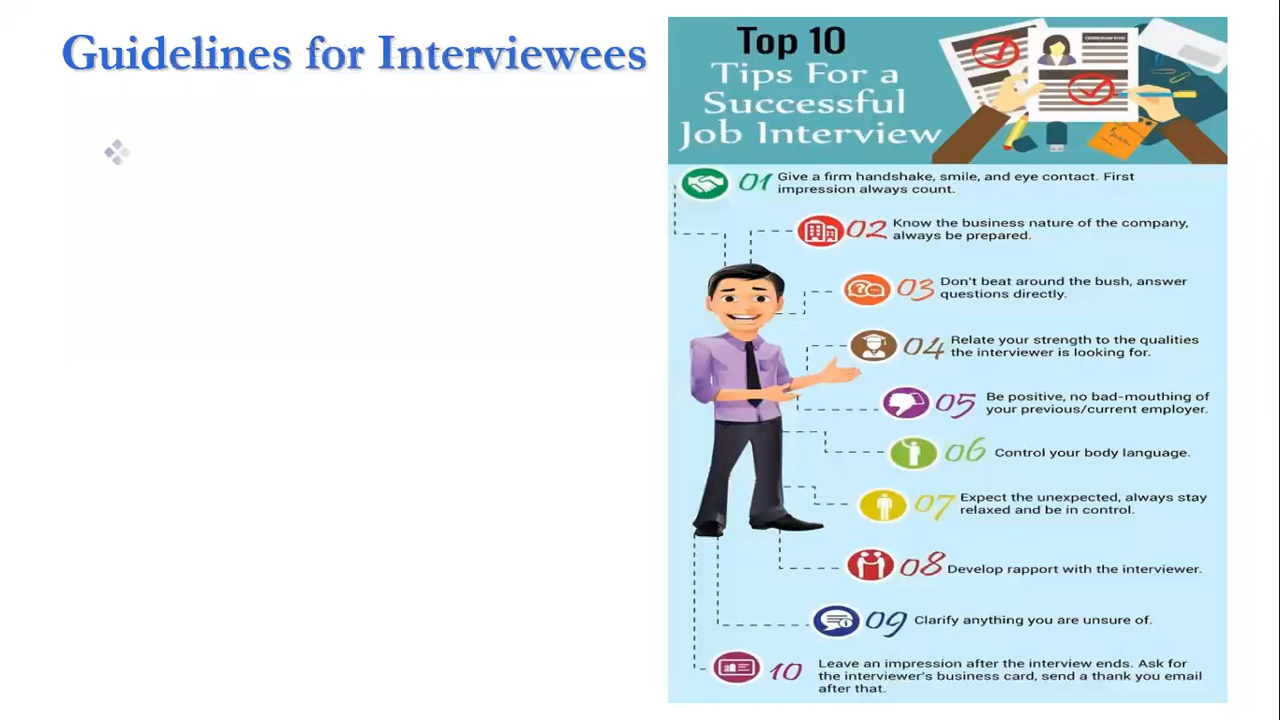 Guidelines for Interviewees
Top 10
Tips For a
Successful
Job Interview
CURRICULUM VITAE
01 Give a firm handshake, smile, and eye contact. First
impression always count.
02 Know the business nature of the company,
always be prepared.
03 Don't beat around the bush, answer
questions directly.
04 Relate your strength to the qualities
the interviewer is looking for.
05 Be positive, no bad-mouthing of
your previous/current employer.
06 Control your body language.
07 Expect the unexpected, always stay
relaxed and be in control.
08 Develop rapport with the interviewer.
09 Clarify anything you are unsure of.
10 Leave an impression after the interview ends. Ask for
the interviewer's business card, send a thank you email
after that.